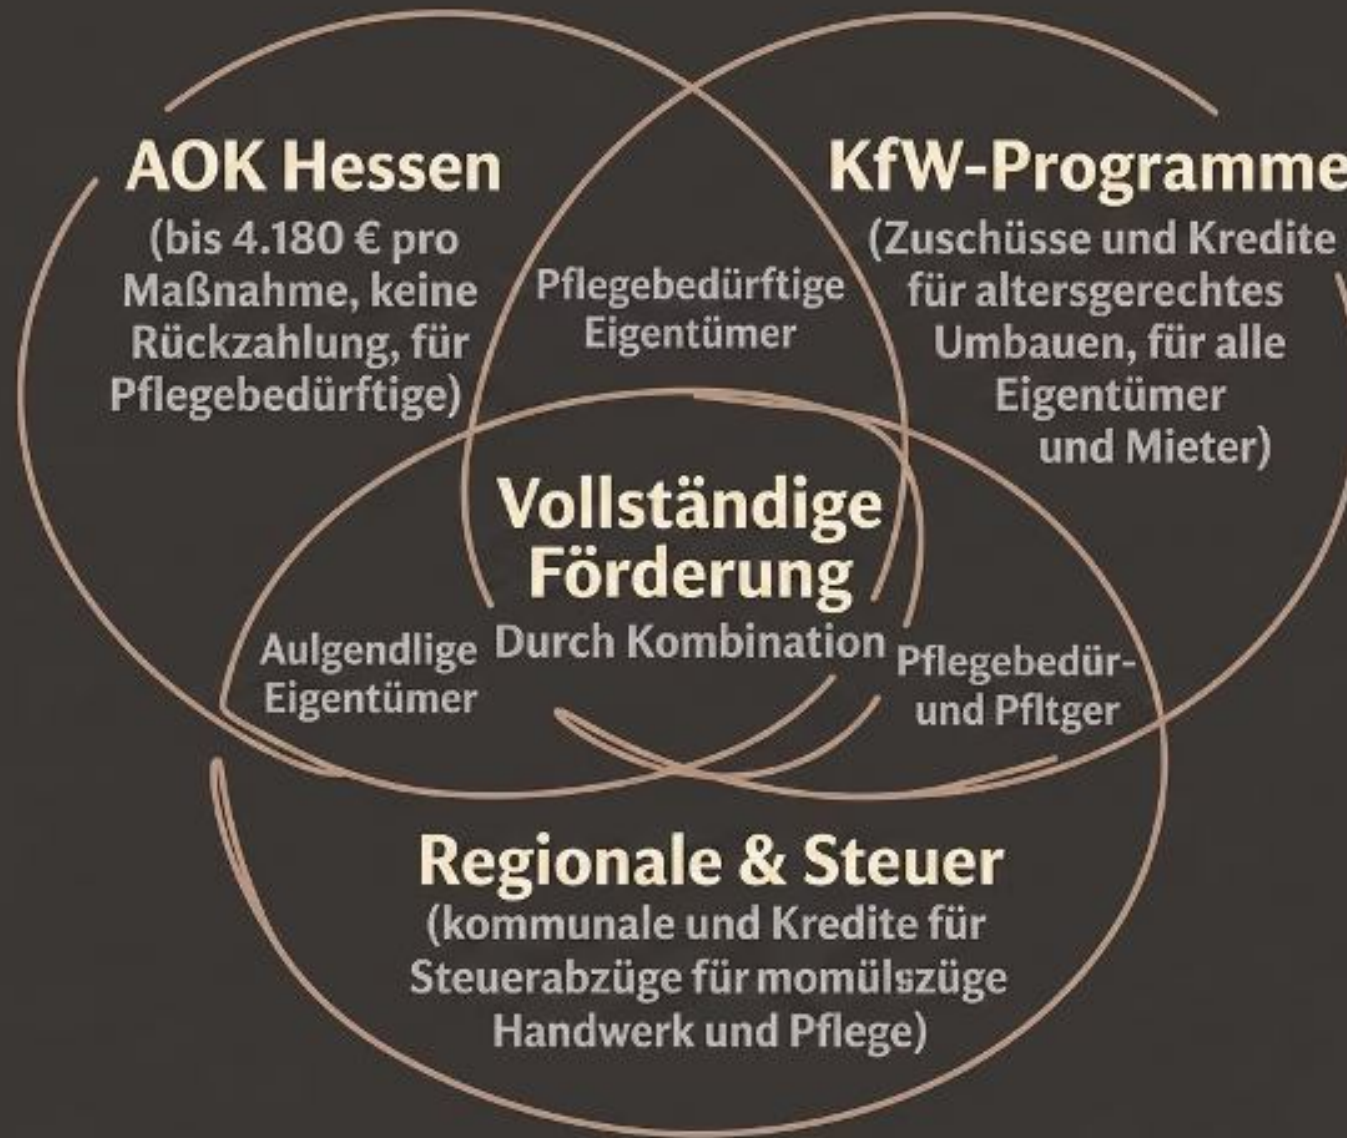 AOK Hessen
(bis 4.180 € pro
Maßnahme, keine
Rückzahlung, für
Pflegebedürftige)
KfW-Programme
(Zuschüsse und Kredite
für altersgerechtes
Umbauen, für alle
Eigentümer
und Mieter)
Pflegebedürftige
Eigentümer
Vollständige
Förderung
Durch Kombination
Aulgendlige
Eigentümer
Pflegebedür-
und Pfltger
Regionale & Steuer
(kommunale und Kredite für
Steuerabzüge für momülszüge
Handwerk und Pflege)